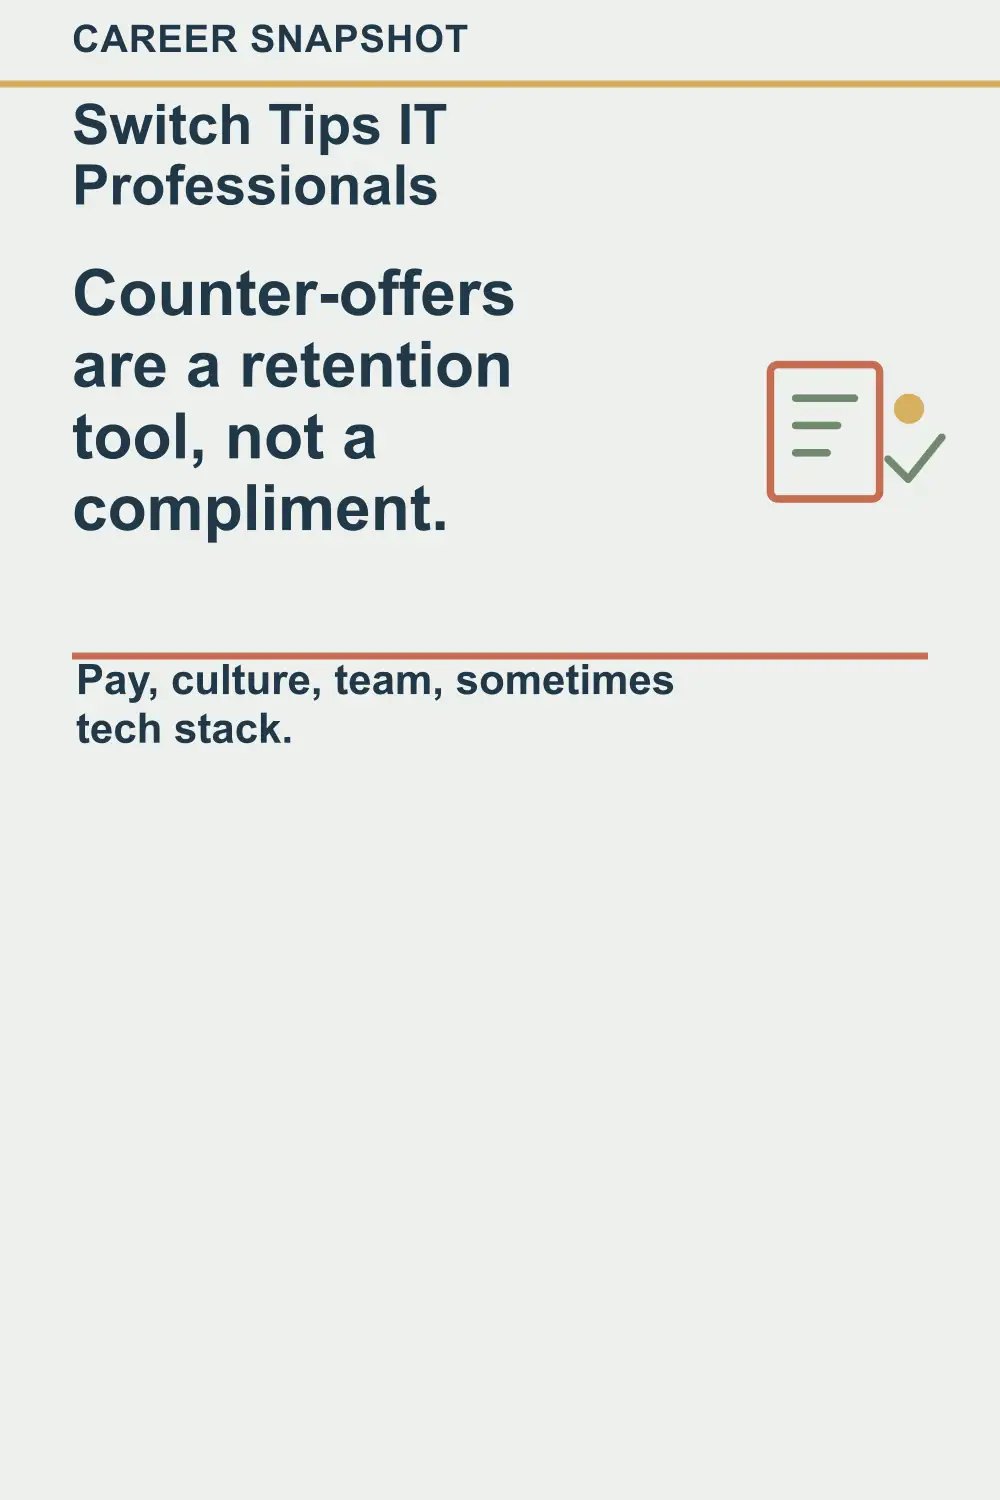 CAREER SNAPSHOT
Switch Tips IT
Professionals
Counter-offers
are a retention
tool, not a
compliment.
Pay, culture, team, sometimes
tech stack.